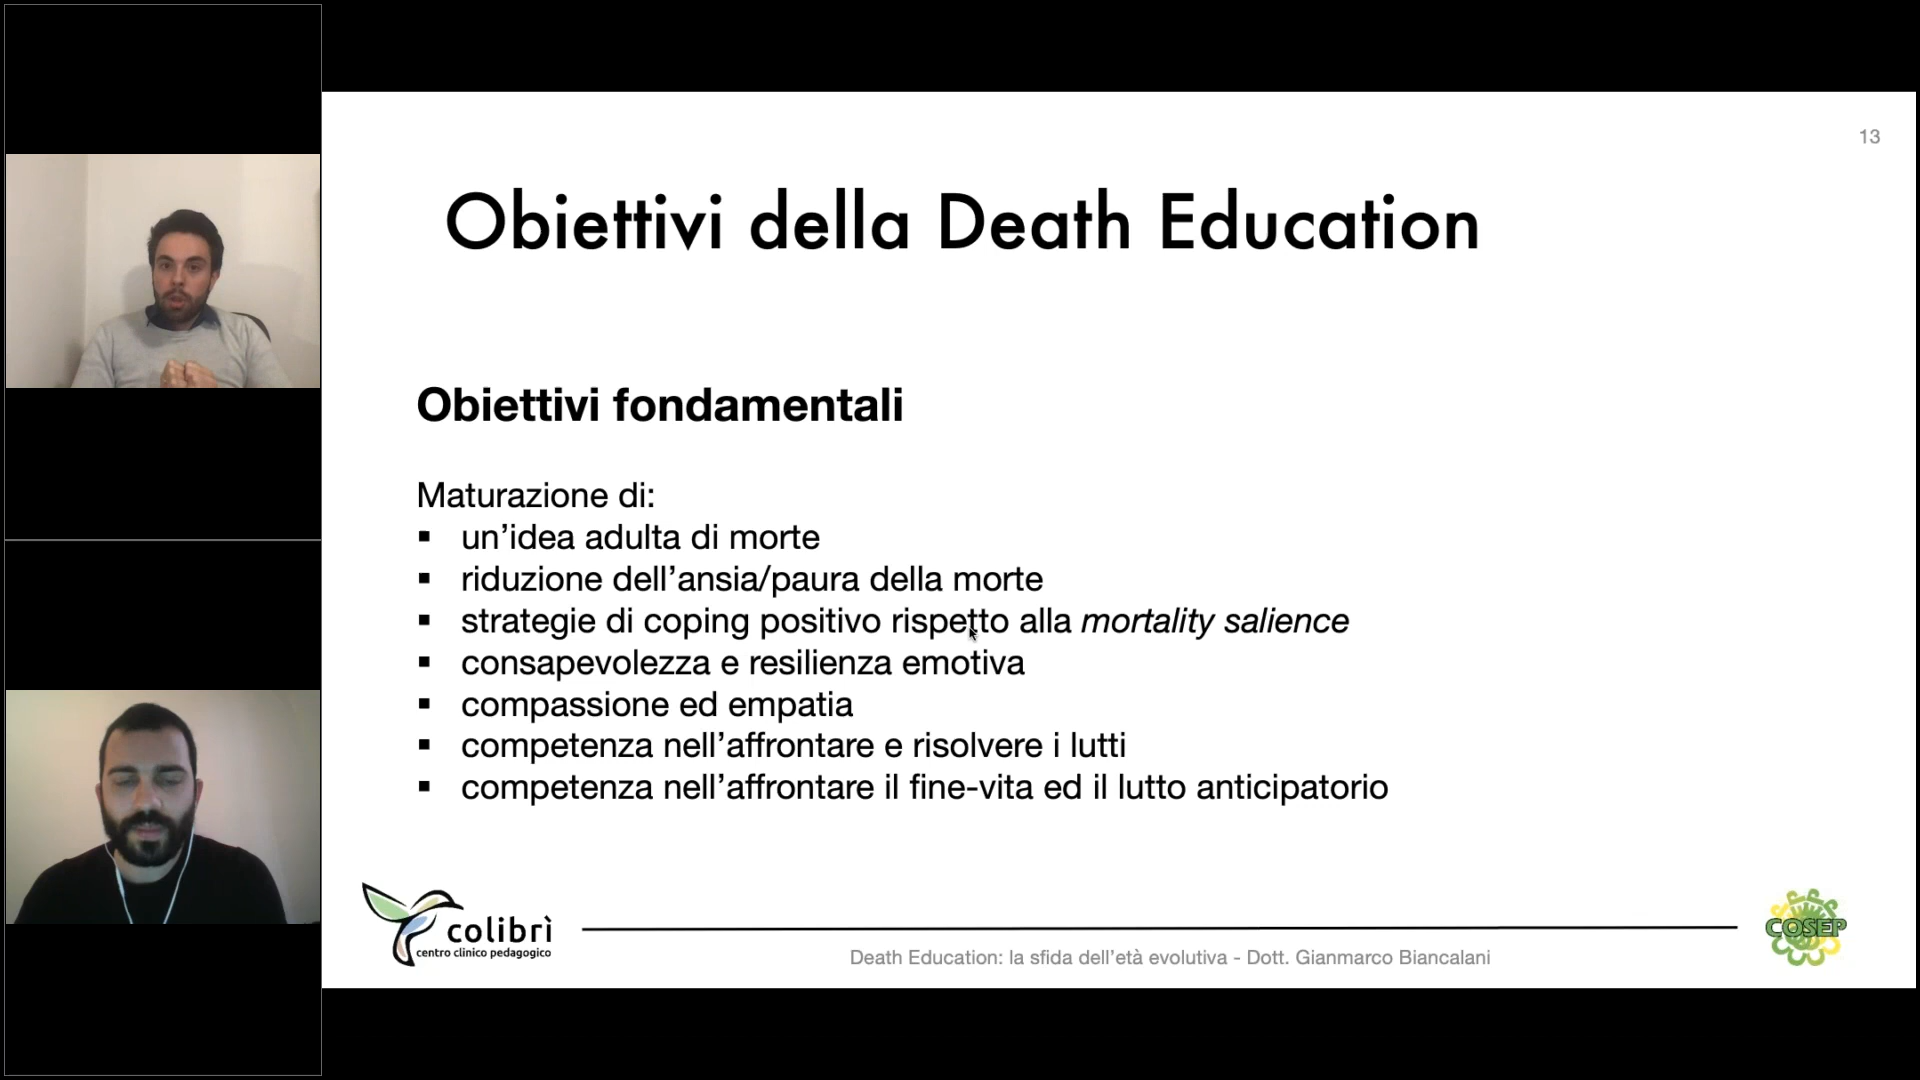 13
Obiettivi della Death Education
Obiettivi fondamentali
Maturazione di:
▪ un’idea adulta di morte
▪ riduzione dell’ansia/paura della morte
▪ strategie di coping positivo rispetto alla mortality salience
▪ consapevolezza e resilienza emotiva
▪ compassione ed empatia
▪ competenza nell’affrontare e risolvere i lutti
▪ competenza nell’affrontare il fine-vita ed il lutto anticipatorio
colibrì
centro clinico pedagogico
Death Education: la sfida dell’età evolutiva - Dott. Gianmarco Biancalani
COSEP